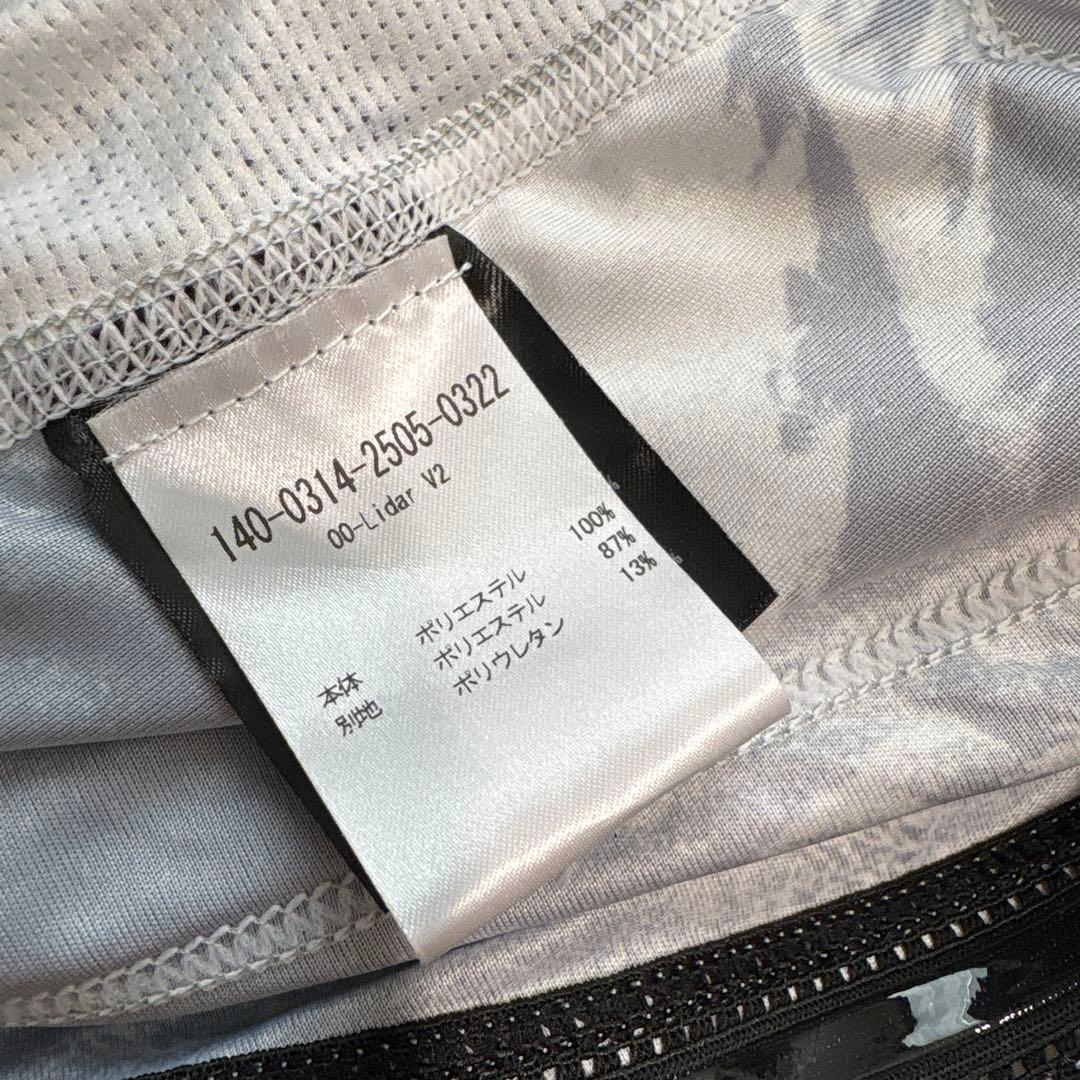 140-0314-2505-0322
00-Lidar V2
本体 ポリエステル 100%
別地 ポリエステル 87%
ポリウレタン 13%